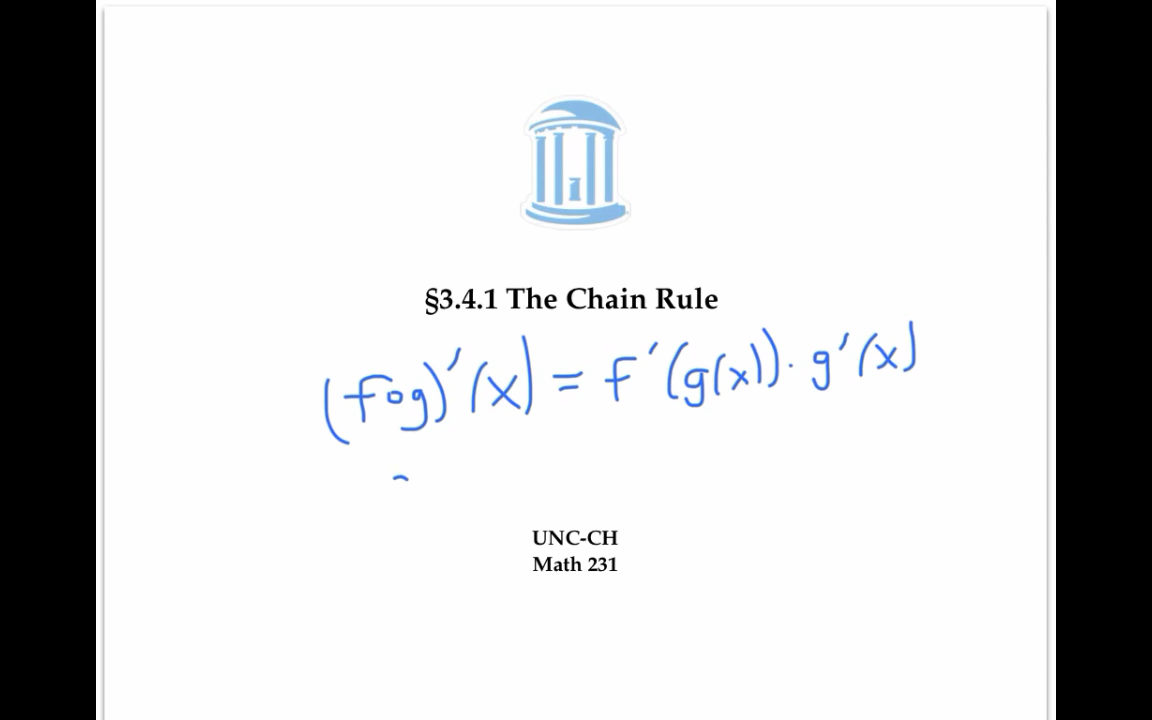 §3.4.1 The Chain Rule
(f∘g)′(x) = f′(g(x))·g′(x)
UNC-CH
Math 231